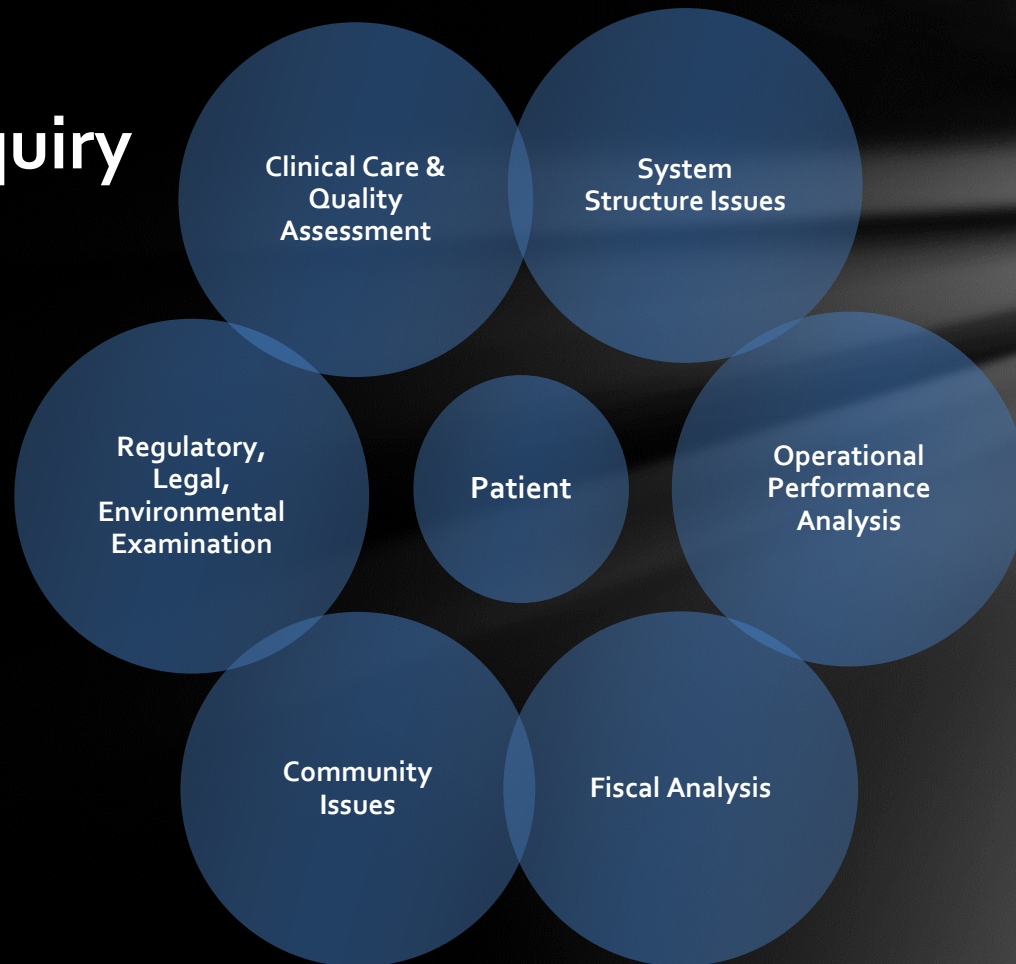 Clinical Care &
Quality
Assessment
System
Structure Issues
Regulatory,
Legal,
Environmental
Examination
Patient
Operational
Performance
Analysis
Community
Issues
Fiscal Analysis